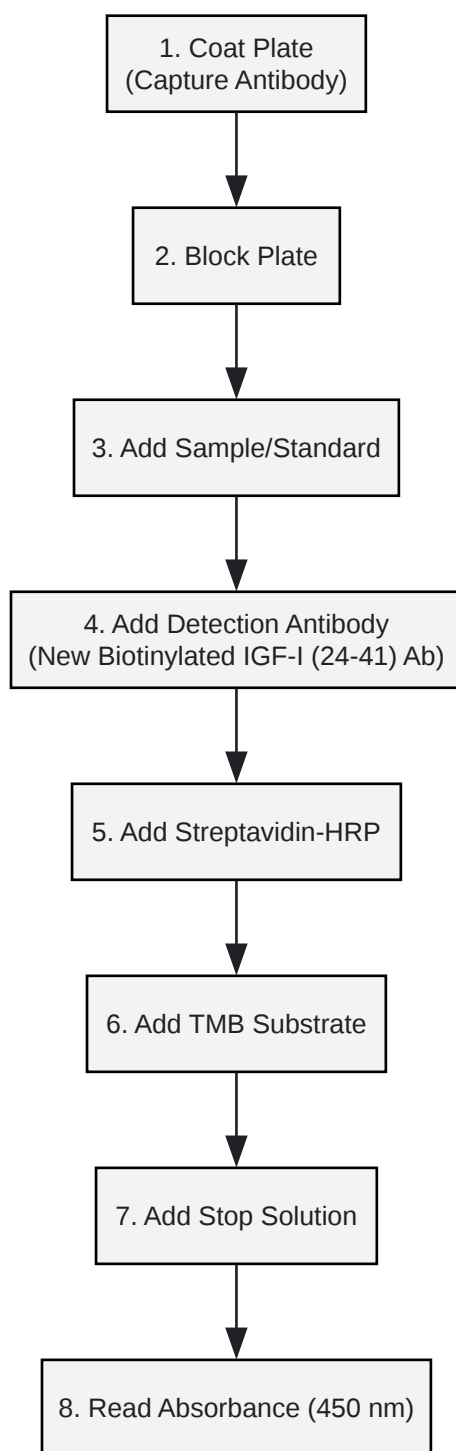 1. Coat Plate
(Capture Antibody)
2. Block Plate
3. Add Sample/Standard
4. Add Detection Antibody
(New Biotinylated IGF-I (24-41) Ab)
5. Add Streptavidin-HRP
6. Add TMB Substrate
7. Add Stop Solution
8. Read Absorbance (450 nm)